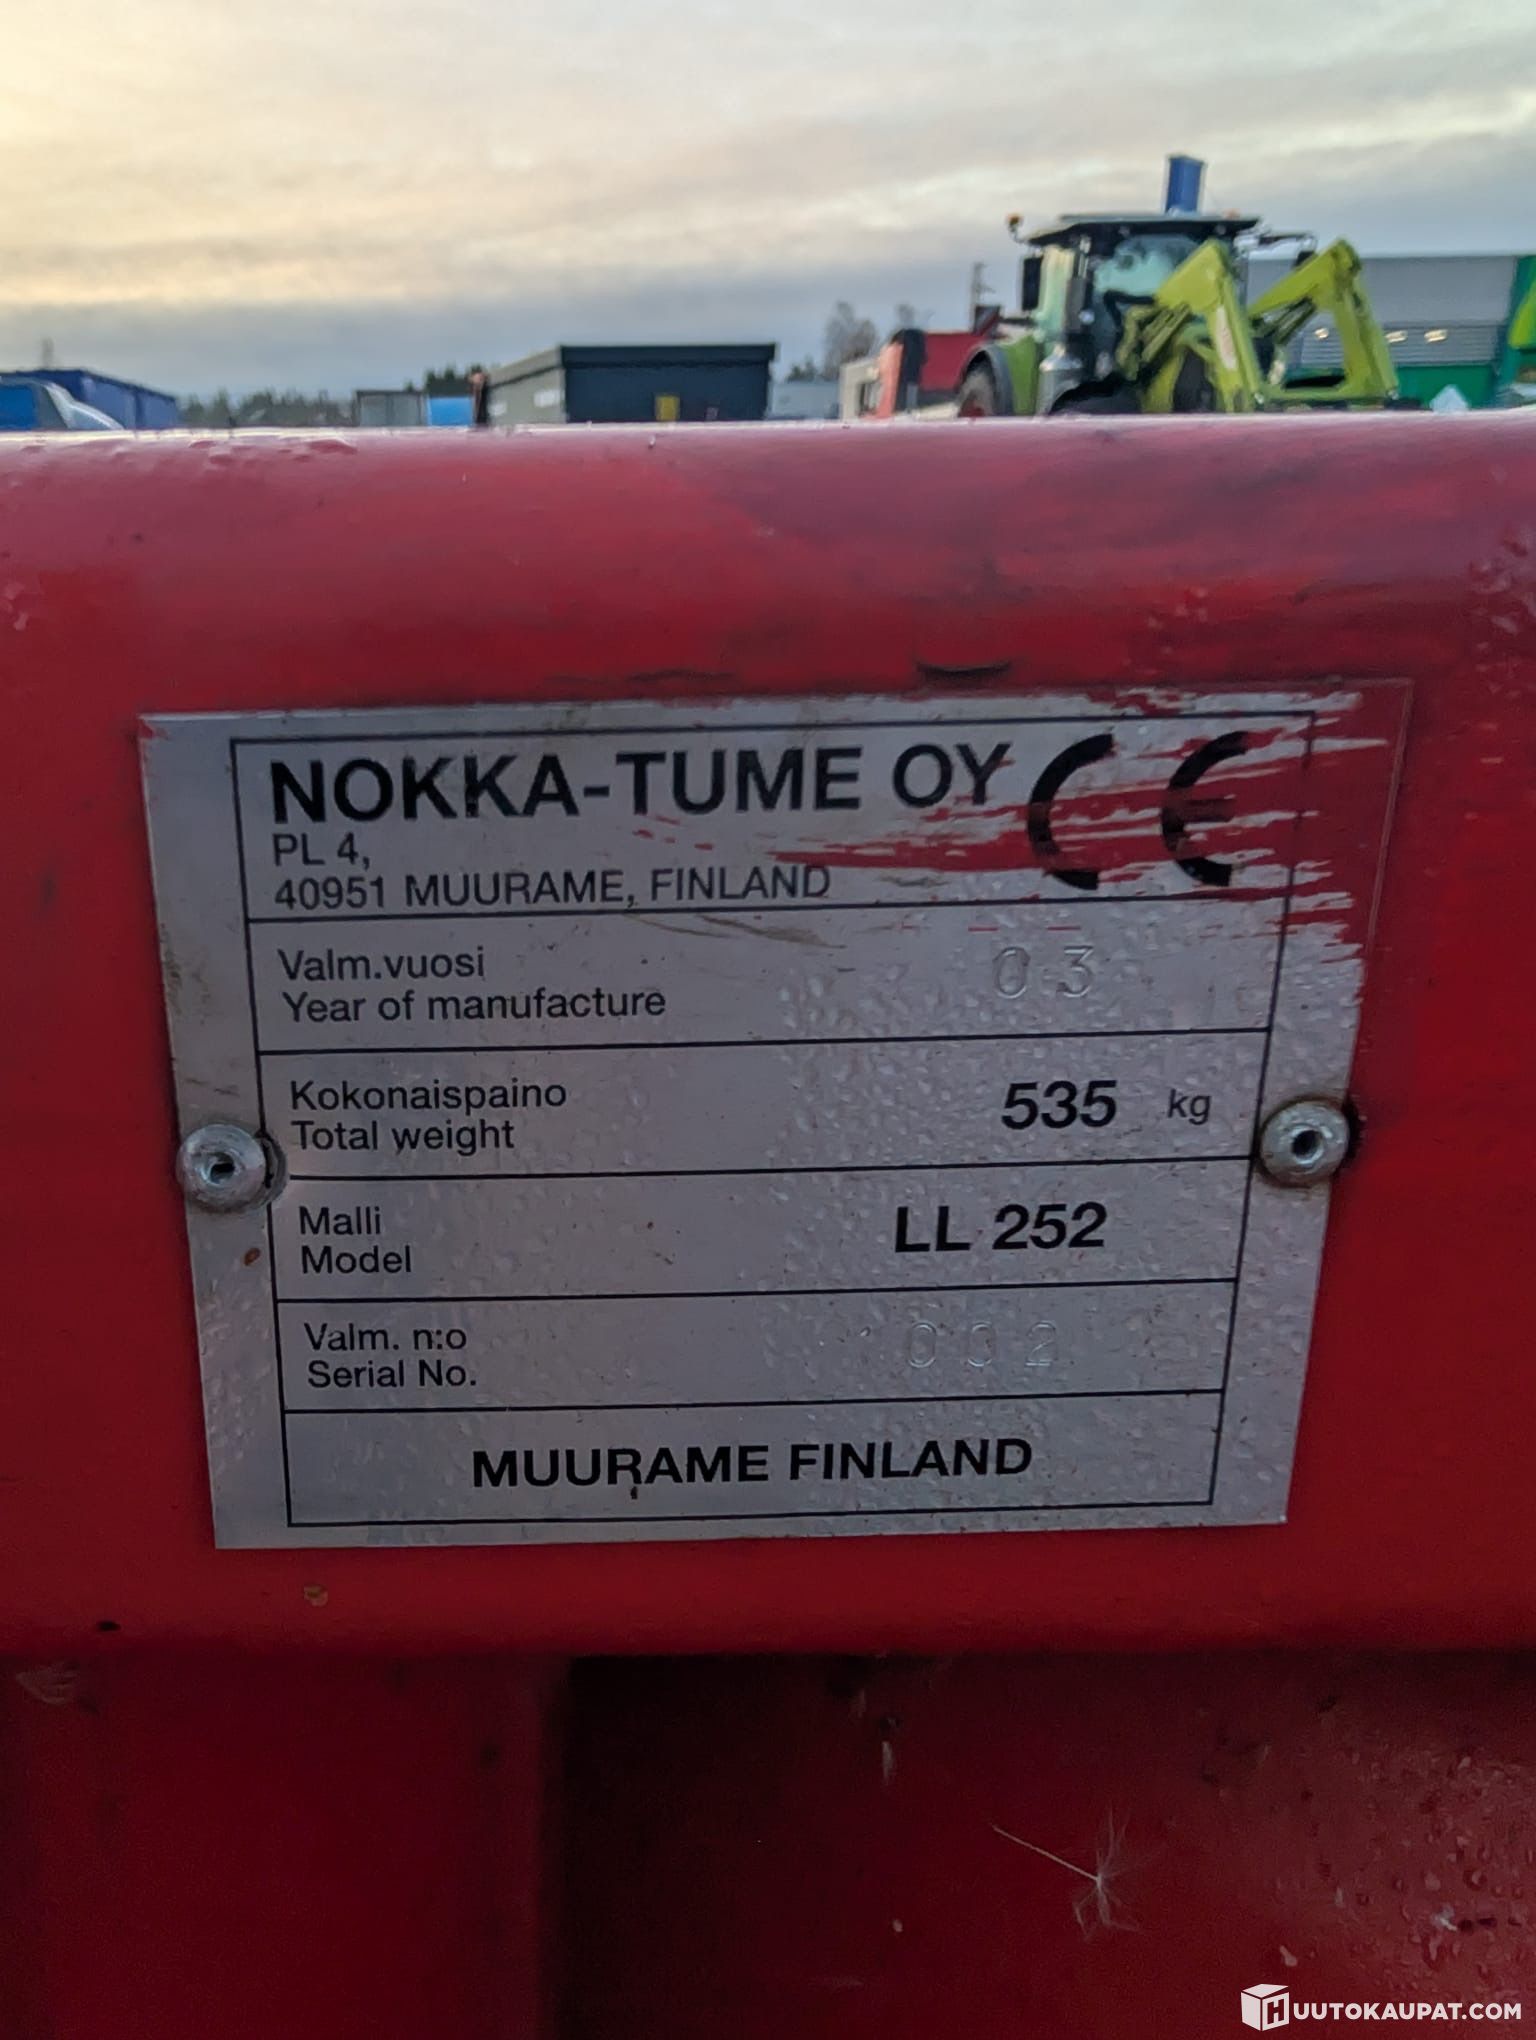 NOKKA-TUME OY CE
PL 4,
40951 MUURAME, FINLAND
Valm.vuosi
Year of manufacture
03
Kokonaispaino
Total weight
535 kg
Malli
Model
LL 252
Valm. n:o
Serial No.
002
MUURAME FINLAND
HUUTOKAUPAT.COM